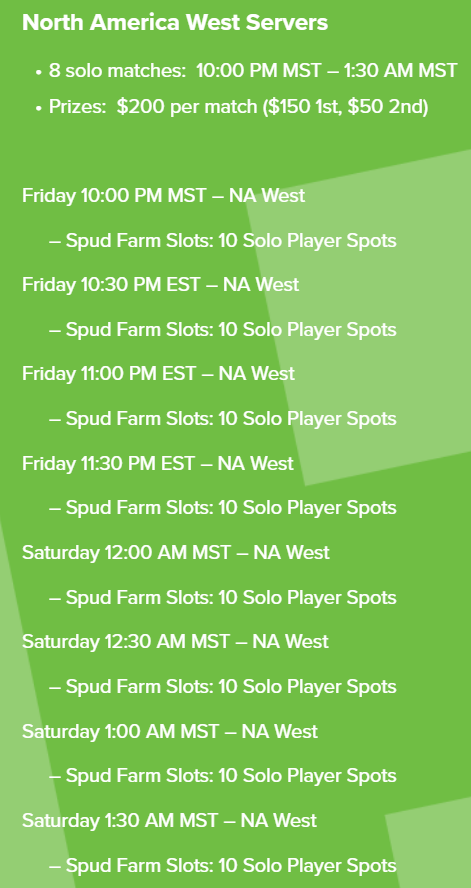 North America West Servers
• 8 solo matches:  10:00 PM MST – 1:30 AM MST
• Prizes:  $200 per match ($150 1st, $50 2nd)
Friday 10:00 PM MST – NA West
– Spud Farm Slots: 10 Solo Player Spots
Friday 10:30 PM EST – NA West
– Spud Farm Slots: 10 Solo Player Spots
Friday 11:00 PM EST – NA West
– Spud Farm Slots: 10 Solo Player Spots
Friday 11:30 PM EST – NA West
– Spud Farm Slots: 10 Solo Player Spots
Saturday 12:00 AM MST – NA West
– Spud Farm Slots: 10 Solo Player Spots
Saturday 12:30 AM MST – NA West
– Spud Farm Slots: 10 Solo Player Spots
Saturday 1:00 AM MST – NA West
– Spud Farm Slots: 10 Solo Player Spots
Saturday 1:30 AM MST – NA West
– Spud Farm Slots: 10 Solo Player Spots